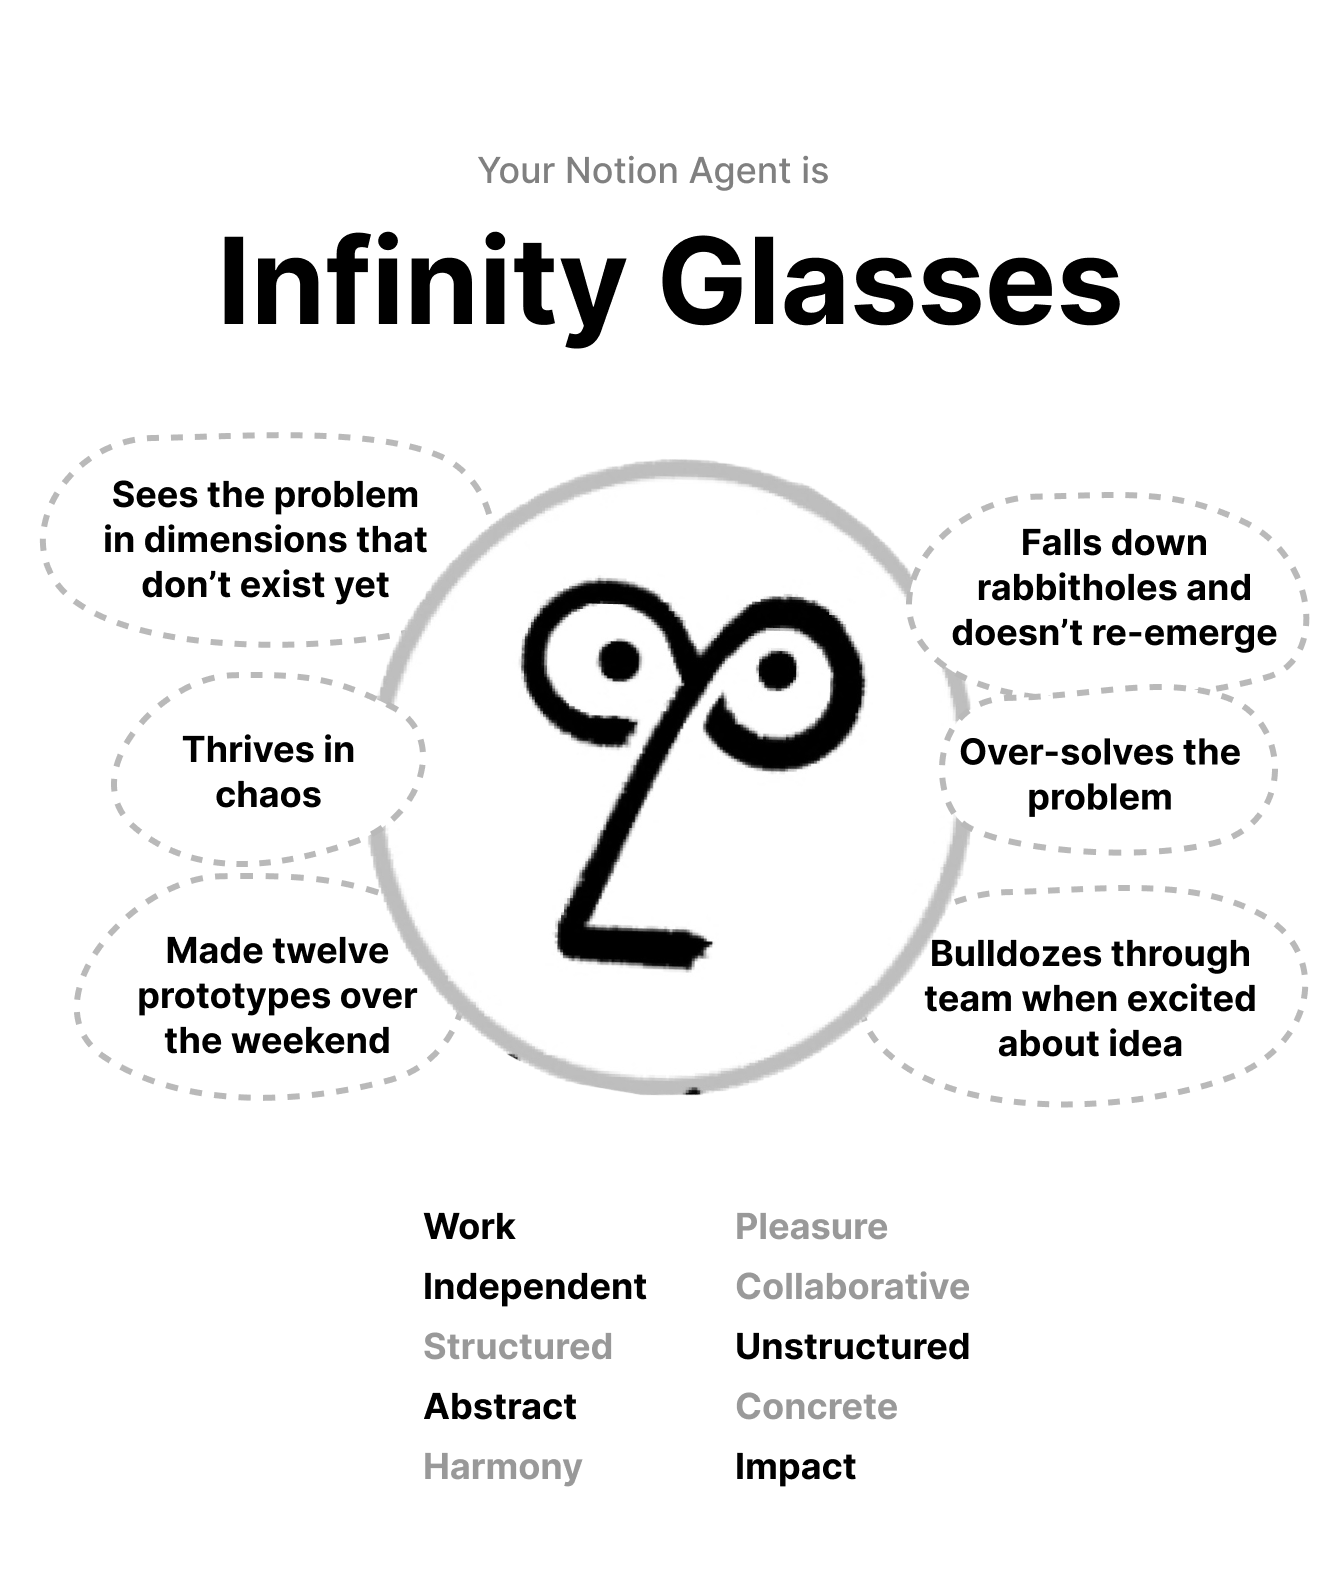 Your Notion Agent is
Infinity Glasses
Sees the problem
in dimensions that
don’t exist yet
Falls down
rabbitholes and
doesn’t re-emerge
Thrives in
chaos
Over-solves the
problem
Made twelve
prototypes over
the weekend
Bulldozes through
team when excited
about idea
Work Pleasure
Independent Collaborative
Structured Unstructured
Abstract Concrete
Harmony Impact